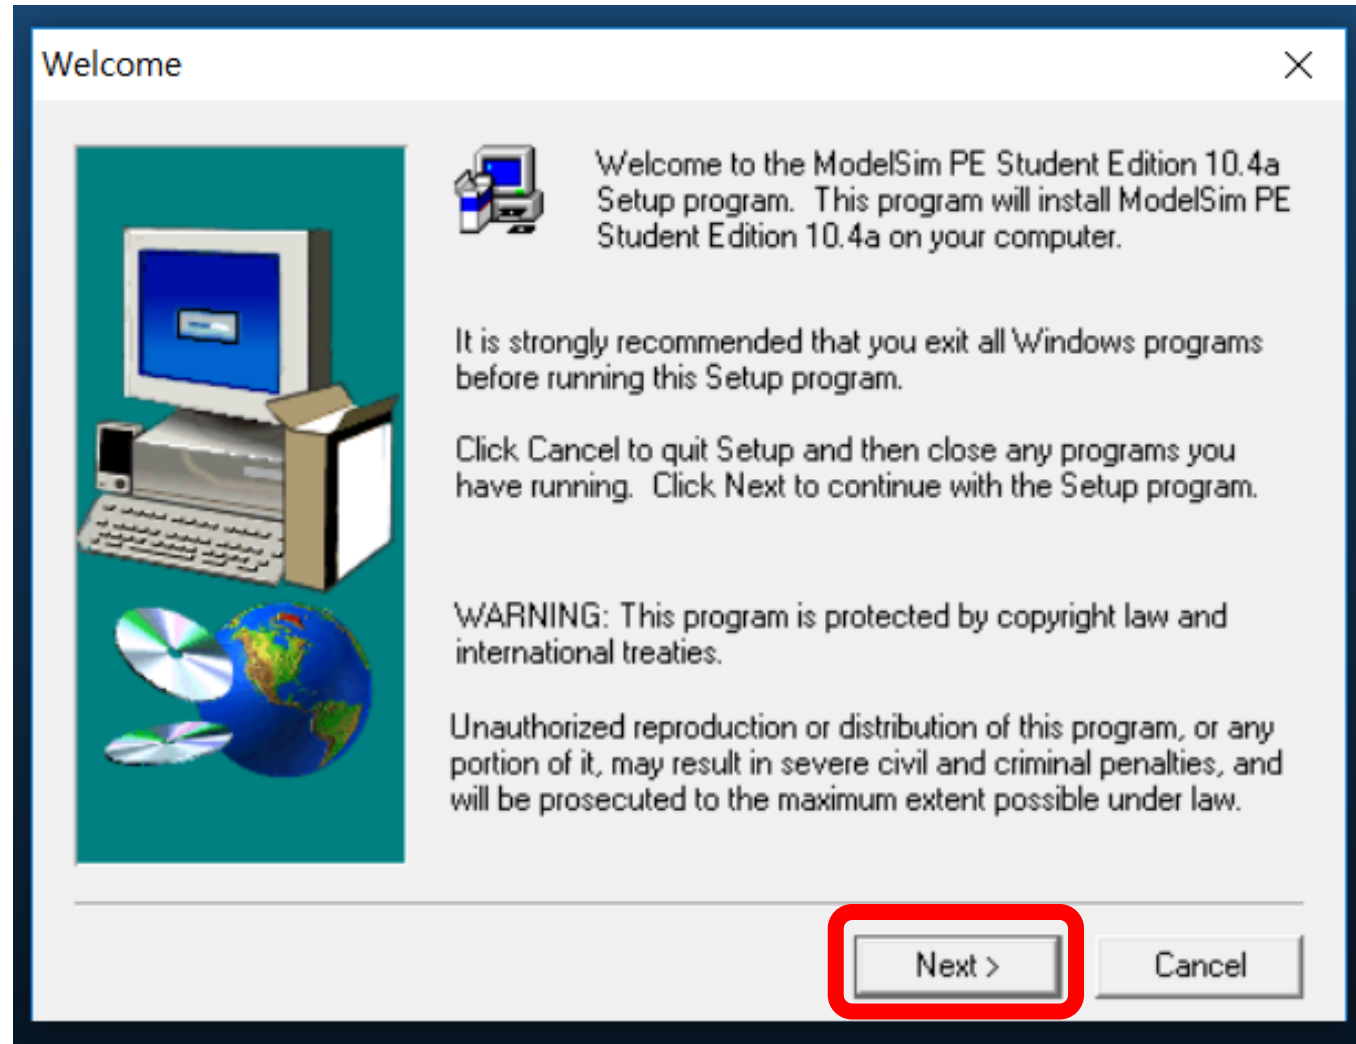 Welcome
Welcome to the ModelSim PE Student Edition 10.4a
Setup program.  This program will install ModelSim PE
Student Edition 10.4a on your computer.
It is strongly recommended that you exit all Windows programs
before running this Setup program.
Click Cancel to quit Setup and then close any programs you
have running.  Click Next to continue with the Setup program.
WARNING: This program is protected by copyright law and
international treaties.
Unauthorized reproduction or distribution of this program, or any
portion of it, may result in severe civil and criminal penalties, and
will be prosecuted to the maximum extent possible under law.
Next >
Cancel